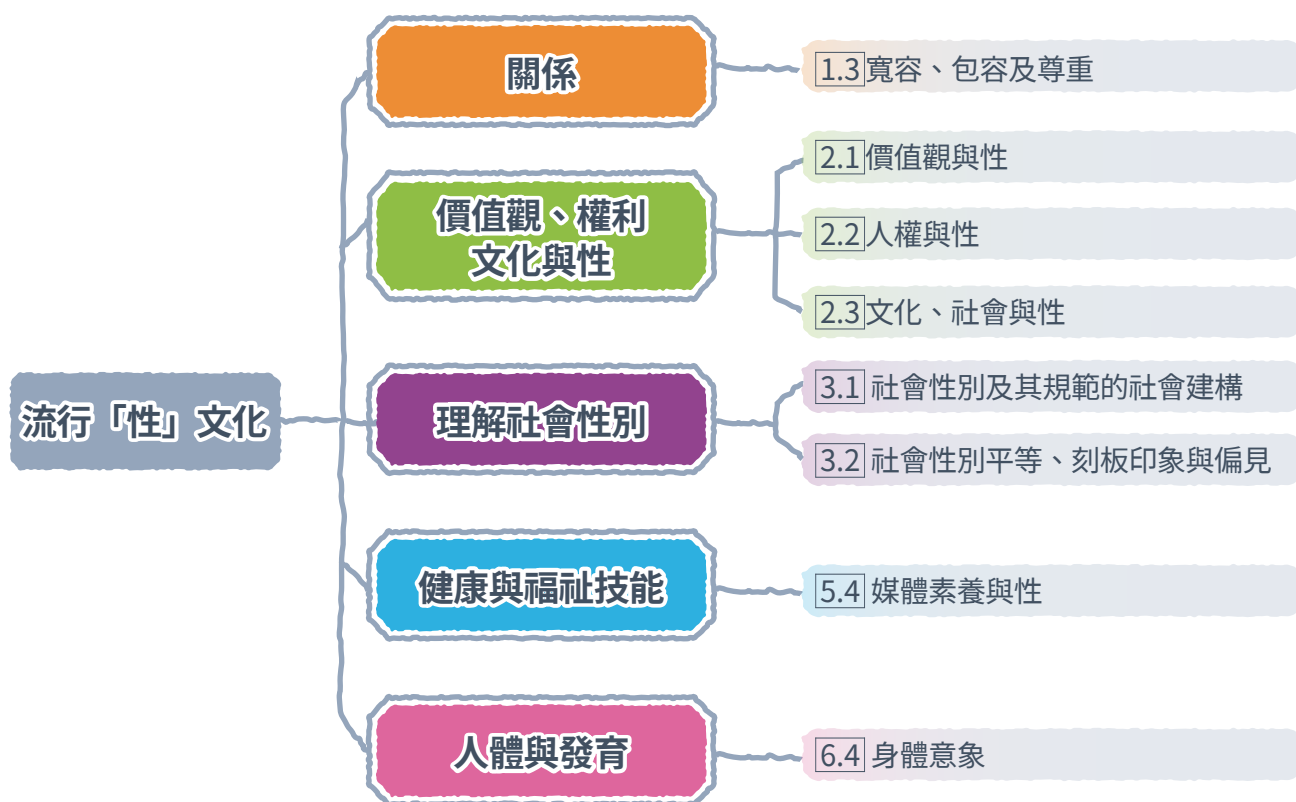 流行「性」文化
關係
1.3寬容、包容及尊重
價值觀、權利
文化與性
2.1價值觀與性
2.2人權與性
2.3文化、社會與性
理解社會性別
3.1 社會性別及其規範的社會建構
3.2 社會性別平等、刻板印象與偏見
健康與福祉技能
5.4 媒體素養與性
人體與發育
6.4 身體意象